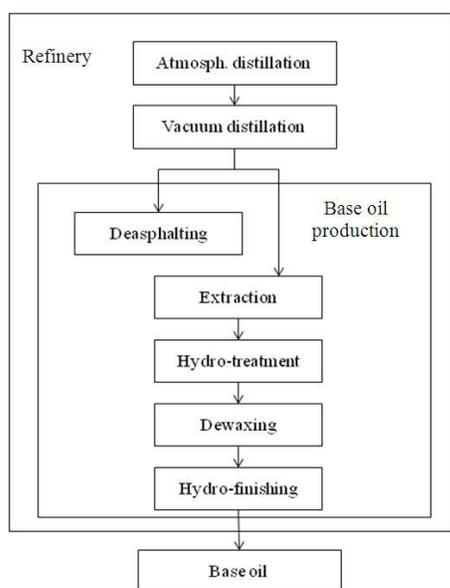 Refinery
Atmosph. distillation
Vacuum distillation
Base oil
production
Deasphalting
Extraction
Hydro-treatment
Dewaxing
Hydro-finishing
Base oil